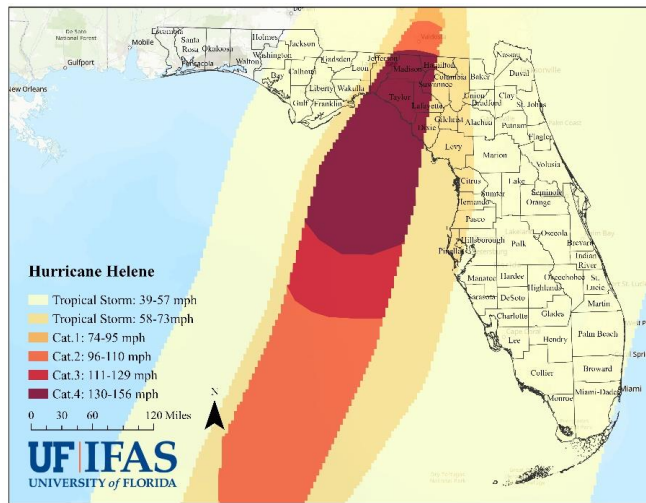 De Soto
National Forest
Mobile
Gulfport
New Orleans
Pensacola
Escambia
Santa
Rosa
Okaloosa
Walton
Holmes
Washington
Bay
Jackson
Calhoun
Gulf
Liberty
Franklin
Gadsden
Leon
Wakulla
Jefferson
Madison
Taylor
Hamilton
Suwannee
Lafayette
Dixie
Columbia
Gilchrist
Levy
Baker
Union
Bradford
Alachua
Marion
Nassau
Duval
Clay
St. Johns
Putnam
Flagler
Volusia
Citrus
Sumter
Lake
Seminole
Orange
Hernando
Pasco
Pinellas
Hillsborough
Polk
Osceola
Brevard
Indian
River
Manatee
Hardee
Okeechobee
St.
Lucie
Highlands
Sarasota
DeSoto
Martin
Charlotte
Glades
Lee
Hendry
Palm Beach
Collier
Broward
Monroe
Miami-Dade
Miami
Hurricane Helene
Tropical Storm: 39-57 mph
Tropical Storm: 58-73mph
Cat.1: 74-95 mph
Cat.2: 96-110 mph
Cat.3: 111-129 mph
Cat.4: 130-156 mph
0 30 60 120 Miles
N
UF|IFAS
UNIVERSITY of FLORIDA